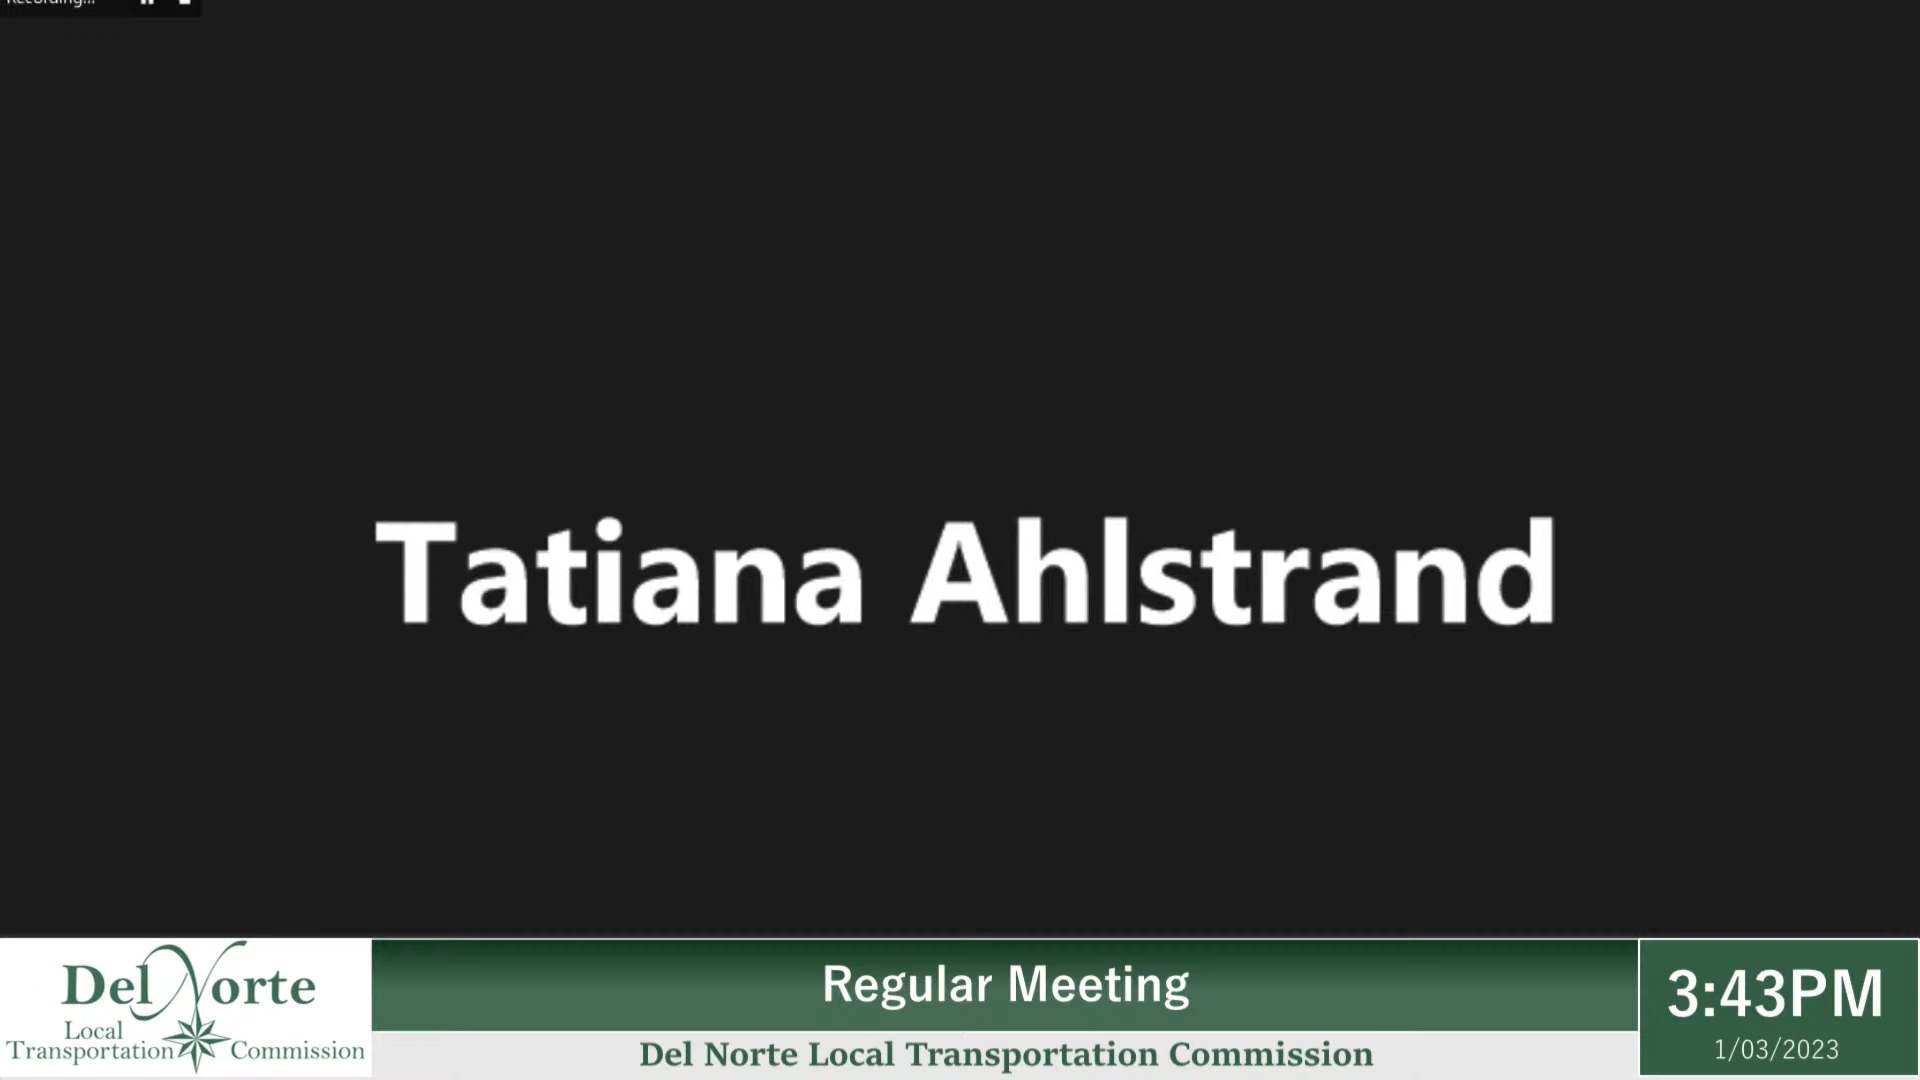 Recording...
Tatiana Ahlstrand
Del Norte
Local
Transportation Commission
Regular Meeting
Del Norte Local Transportation Commission
3:43PM
1/03/2023